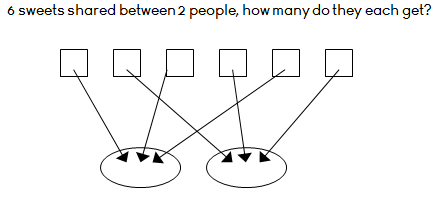 6 sweets shared between 2 people, how many do they each get?